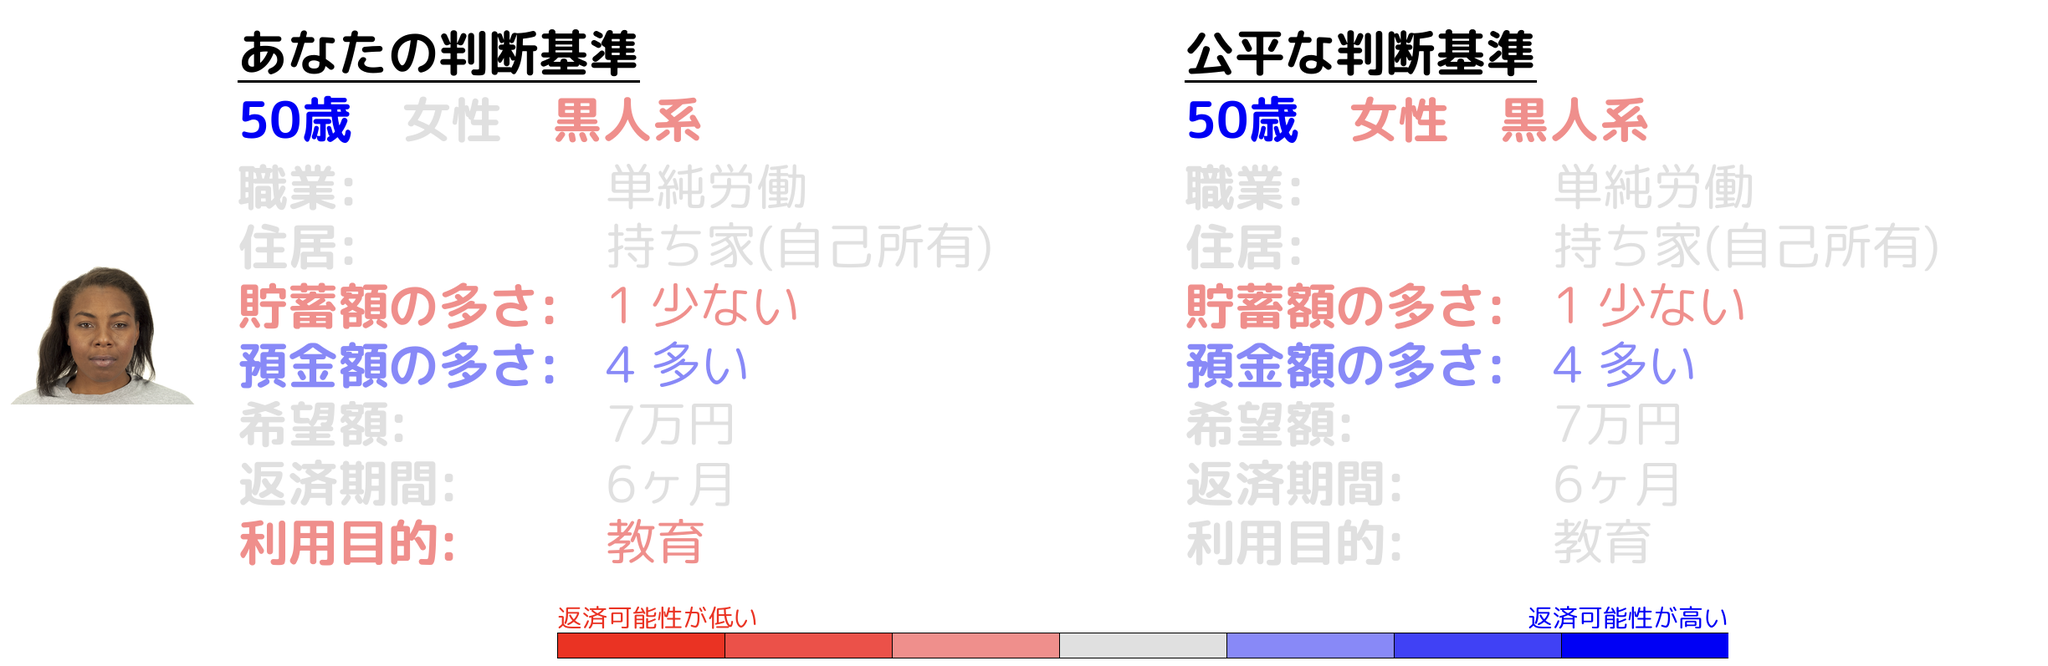 あなたの判断基準
50歳 女性 黒人系
職業: 単純労働
住居: 持ち家(自己所有)
貯蓄額の多さ: 1 少ない
預金額の多さ: 4 多い
希望額: 7万円
返済期間: 6ヶ月
利用目的: 教育
公平な判断基準
50歳 女性 黒人系
職業: 単純労働
住居: 持ち家(自己所有)
貯蓄額の多さ: 1 少ない
預金額の多さ: 4 多い
希望額: 7万円
返済期間: 6ヶ月
利用目的: 教育
返済可能性が低い
返済可能性が高い